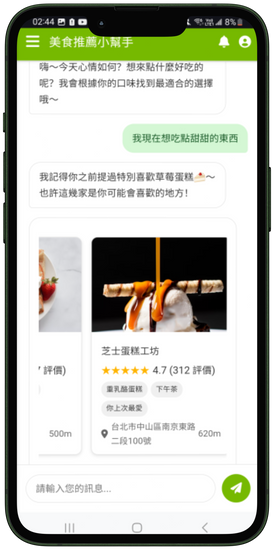 02:44
8%
美食推薦小幫手
嗨～今天心情如何？想來點什麼好吃的
呢？我會根據你的口味找到最適合的選擇
哦～
我現在想吃點甜甜的東西
我記得你之前提過特別喜歡草莓蛋糕🍰～
也許這幾家是你可能會喜歡的地方！
評價)
500m
芝士蛋糕工坊
★★★★★ 4.7 (312 評價)
重乳酪蛋糕 下午茶
你上次最愛
台北市中山區南京東路
二段100號
620m
請輸入您的訊息...